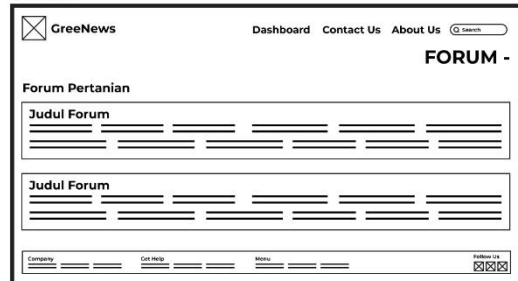 GreeNews Dashboard Contact Us About Us Search
FORUM -
Forum Pertanian
Judul Forum
Judul Forum
Company Get Help Menu Follow Us